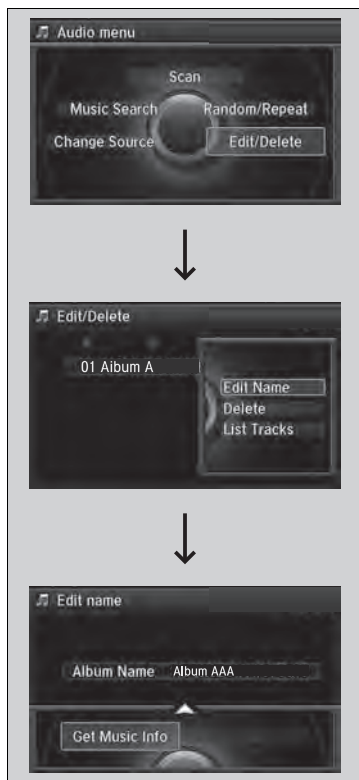 Audio menu
Scan
Music Search
Random/Repeat
Change Source
Edit/Delete
Edit/Delete
01 Aibum A
Edit Name
Delete
List Tracks
Edit name
Album Name Album AAA
Get Music Info